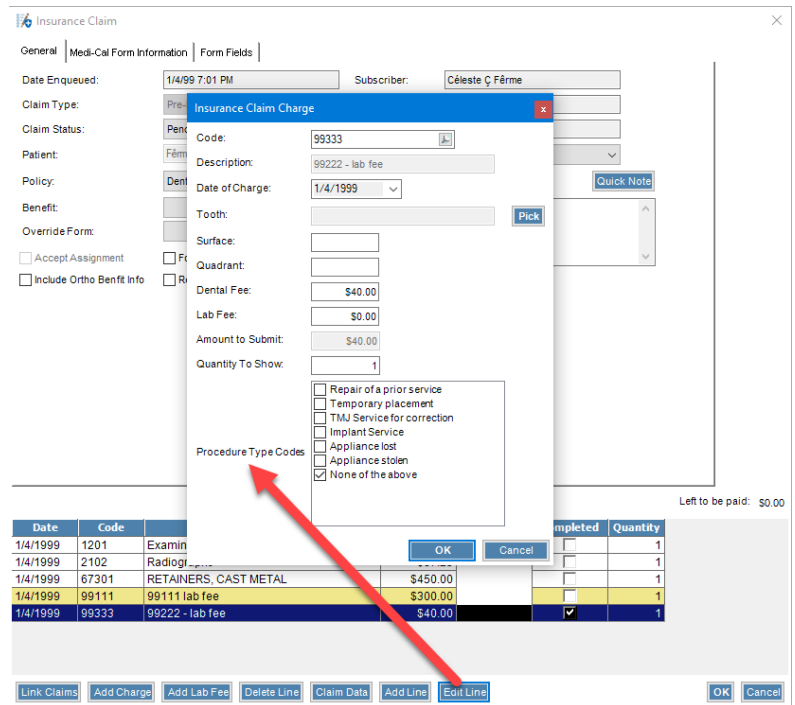 Insurance Claim
General Medi-Cal Form Information Form Fields
Date Enqueued: 1/4/99 7:01 PM Subscriber: Céleste Ç Fêrme
Claim Type: Pre-
Claim Status: Pend
Patient: Fêrm
Policy: Dent Quick Note
Benefit:
Override Form:
Accept Assignment Fo
Include Ortho Benfit Info Re
Insurance Claim Charge x
Code: 99333
Description: 99222 - lab fee
Date of Charge: 1/4/1999
Tooth: Pick
Surface:
Quadrant:
Dental Fee: $40.00
Lab Fee: $0.00
Amount to Submit: $40.00
Quantity To Show: 1
Procedure Type Codes
Repair of a prior service
Temporary placement
TMJ Service for correction
Implant Service
Appliance lost
Appliance stolen
None of the above
OK Cancel
Left to be paid: $0.00
Date Code mpleted Quantity
1/4/1999 1201 Examin 1
1/4/1999 2102 Radiogra 1
1/4/1999 67301 RETAINERS, CAST METAL $450.00 1
1/4/1999 99111 99111 lab fee $300.00 1
1/4/1999 99333 99222 - lab fee $40.00 1
Link Claims Add Charge Add Lab Fee Delete Line Claim Data Add Line Edit Line OK Cancel